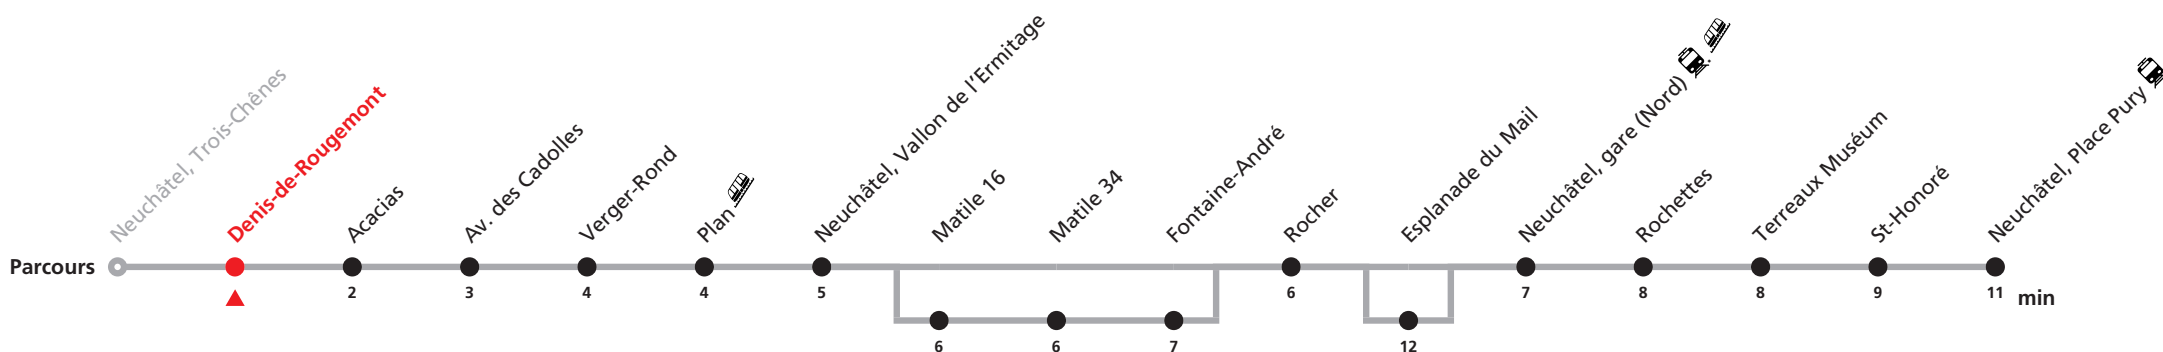 Neuchâtel, Trois-Chênes
Denis-de-Rougemont
Acacias
Av. des Cadolles
Verger-Rond
Plan
Neuchâtel, Vallon de l'Ermitage
Matile 16
Matile 34
Fontaine-André
Rocher
Esplanade du Mail
Neuchâtel, gare (Nord)
Rochettes
Terreaux Muséum
St-Honoré
Neuchâtel, Place Pury
Parcours
2 3 4 4 5 6 7 8 8 9 11 min
6 6 7 12